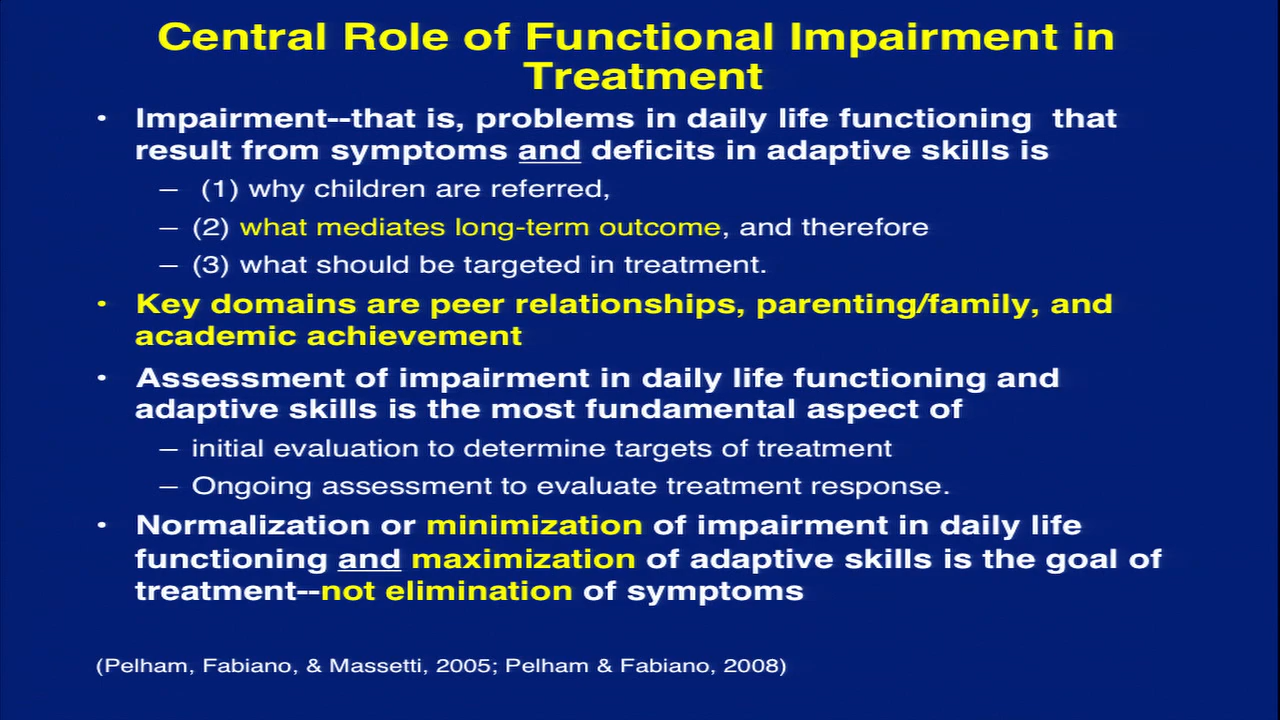 Central Role of Functional Impairment in
Treatment
• Impairment--that is, problems in daily life functioning  that
result from symptoms and deficits in adaptive skills is
– (1) why children are referred,
– (2) what mediates long-term outcome, and therefore
– (3) what should be targeted in treatment.
• Key domains are peer relationships, parenting/family, and
academic achievement
• Assessment of impairment in daily life functioning and
adaptive skills is the most fundamental aspect of
– initial evaluation to determine targets of treatment
– Ongoing assessment to evaluate treatment response.
• Normalization or minimization of impairment in daily life
functioning and maximization of adaptive skills is the goal of
treatment--not elimination of symptoms
(Pelham, Fabiano, & Massetti, 2005; Pelham & Fabiano, 2008)